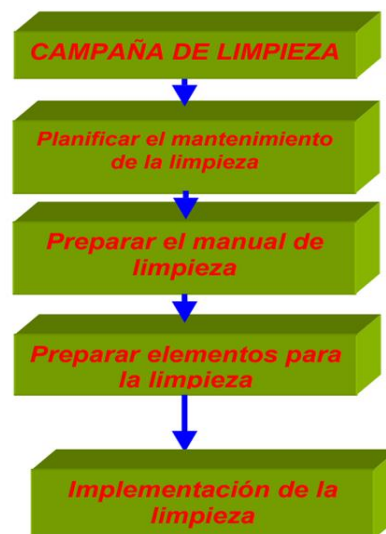 CAMPAÑA DE LIMPIEZA
Planificar el mantenimiento
de la limpieza
Preparar el manual de
limpieza
Preparar elementos para
la limpieza
Implementación de la
limpieza